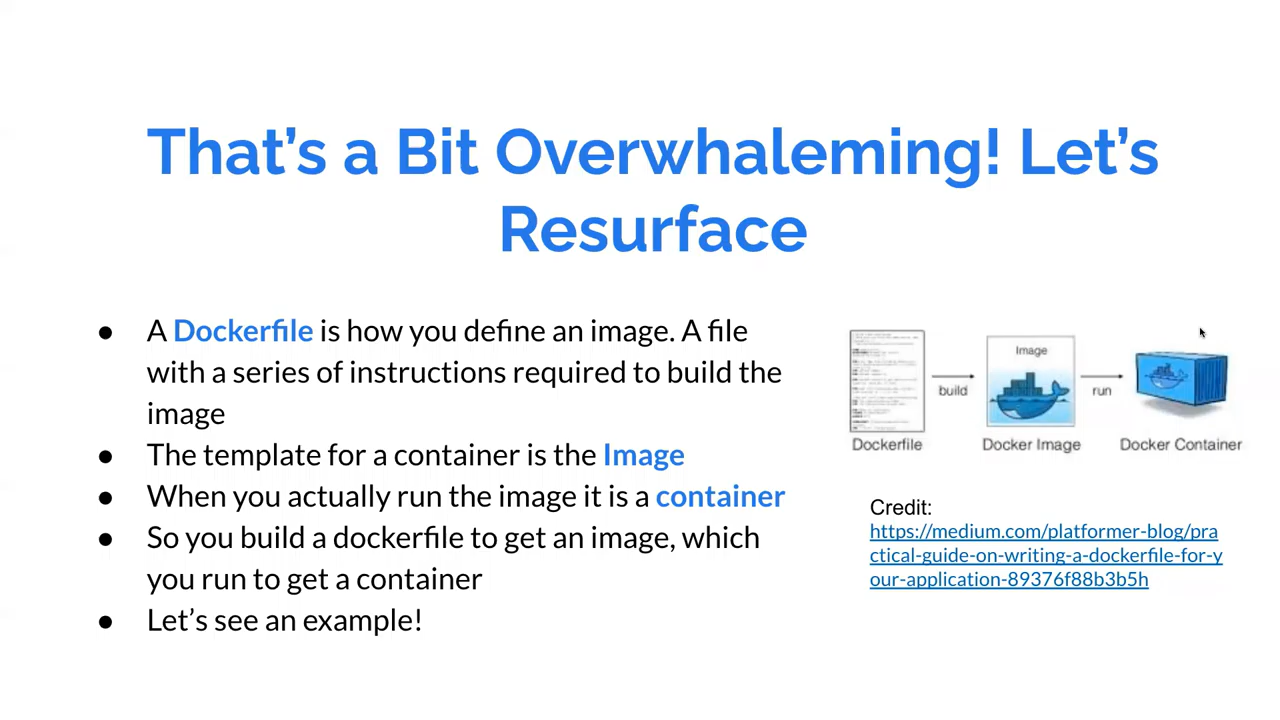 That’s a Bit Overwhaleming! Let’s
Resurface
● A Dockerfile is how you define an image. A file
with a series of instructions required to build the
image
● The template for a container is the Image
● When you actually run the image it is a container
● So you build a dockerfile to get an image, which
you run to get a container
● Let’s see an example!
Image
build
run
Dockerfile
Docker Image
Docker Container
Credit:
https://medium.com/platformer-blog/pra
ctical-guide-on-writing-a-dockerfile-for-y
our-application-89376f88b3b5h